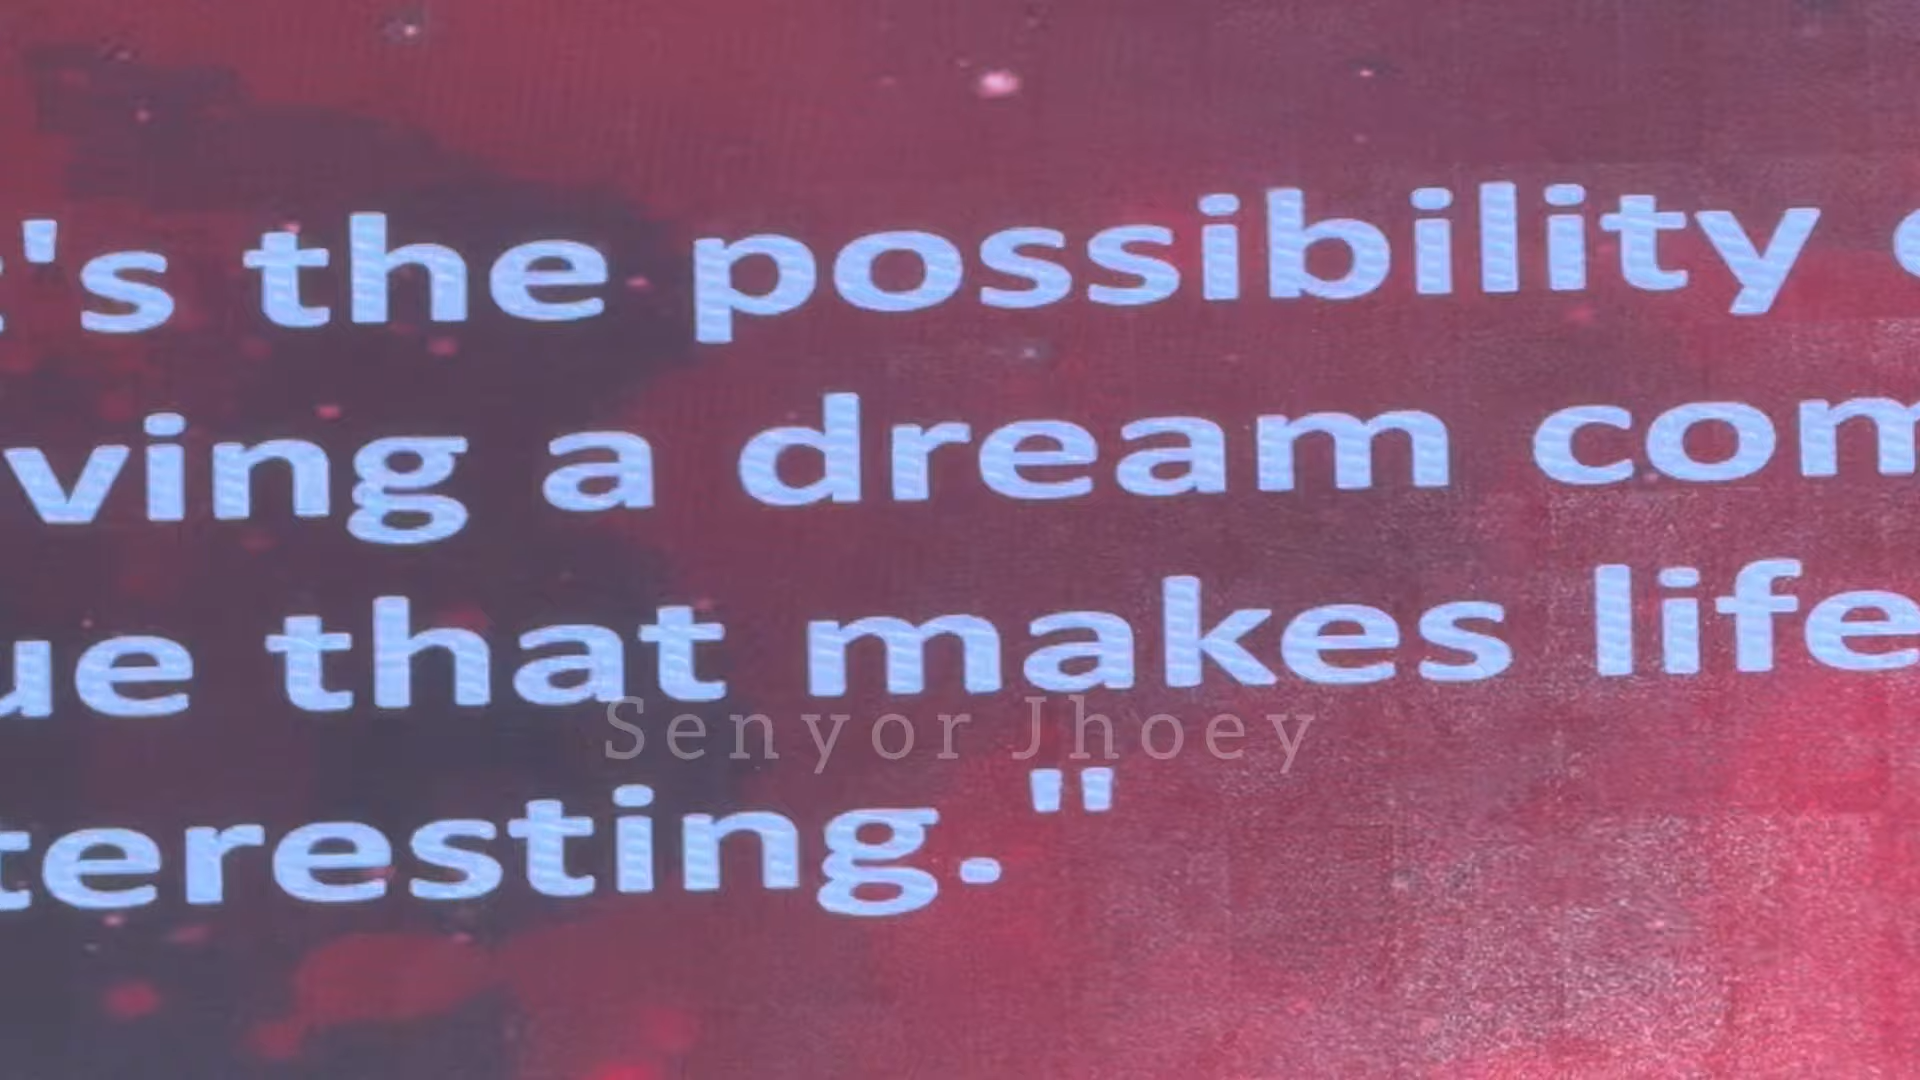 's the possibility
ving a dream com
ue that makes life
Senyor Jhoey
teresting."